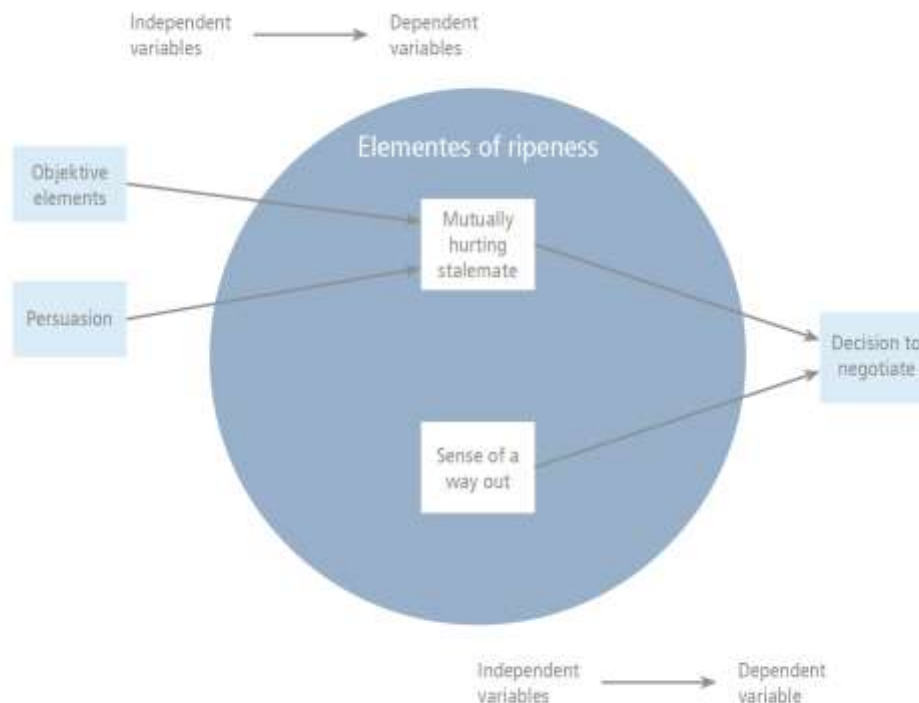 Independent
variables
Dependent
variables
Elementes of ripeness
Objektive
elements
Mutually
hurting
stalemate
Persuasion
Decision to
negotiate
Sense of a
way out
Independent
variables
Dependent
variable